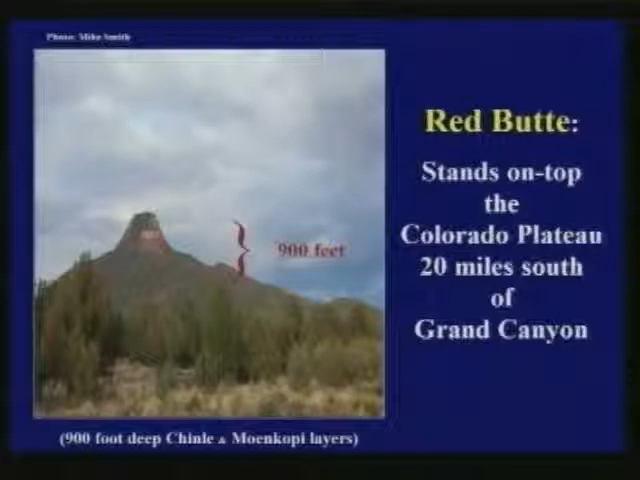 Photo: Mike Smith
Red Butte:
Stands on-top
the
Colorado Plateau
20 miles south
of
Grand Canyon
900 feet
(900 foot deep Chinle & Moenkopi layers)